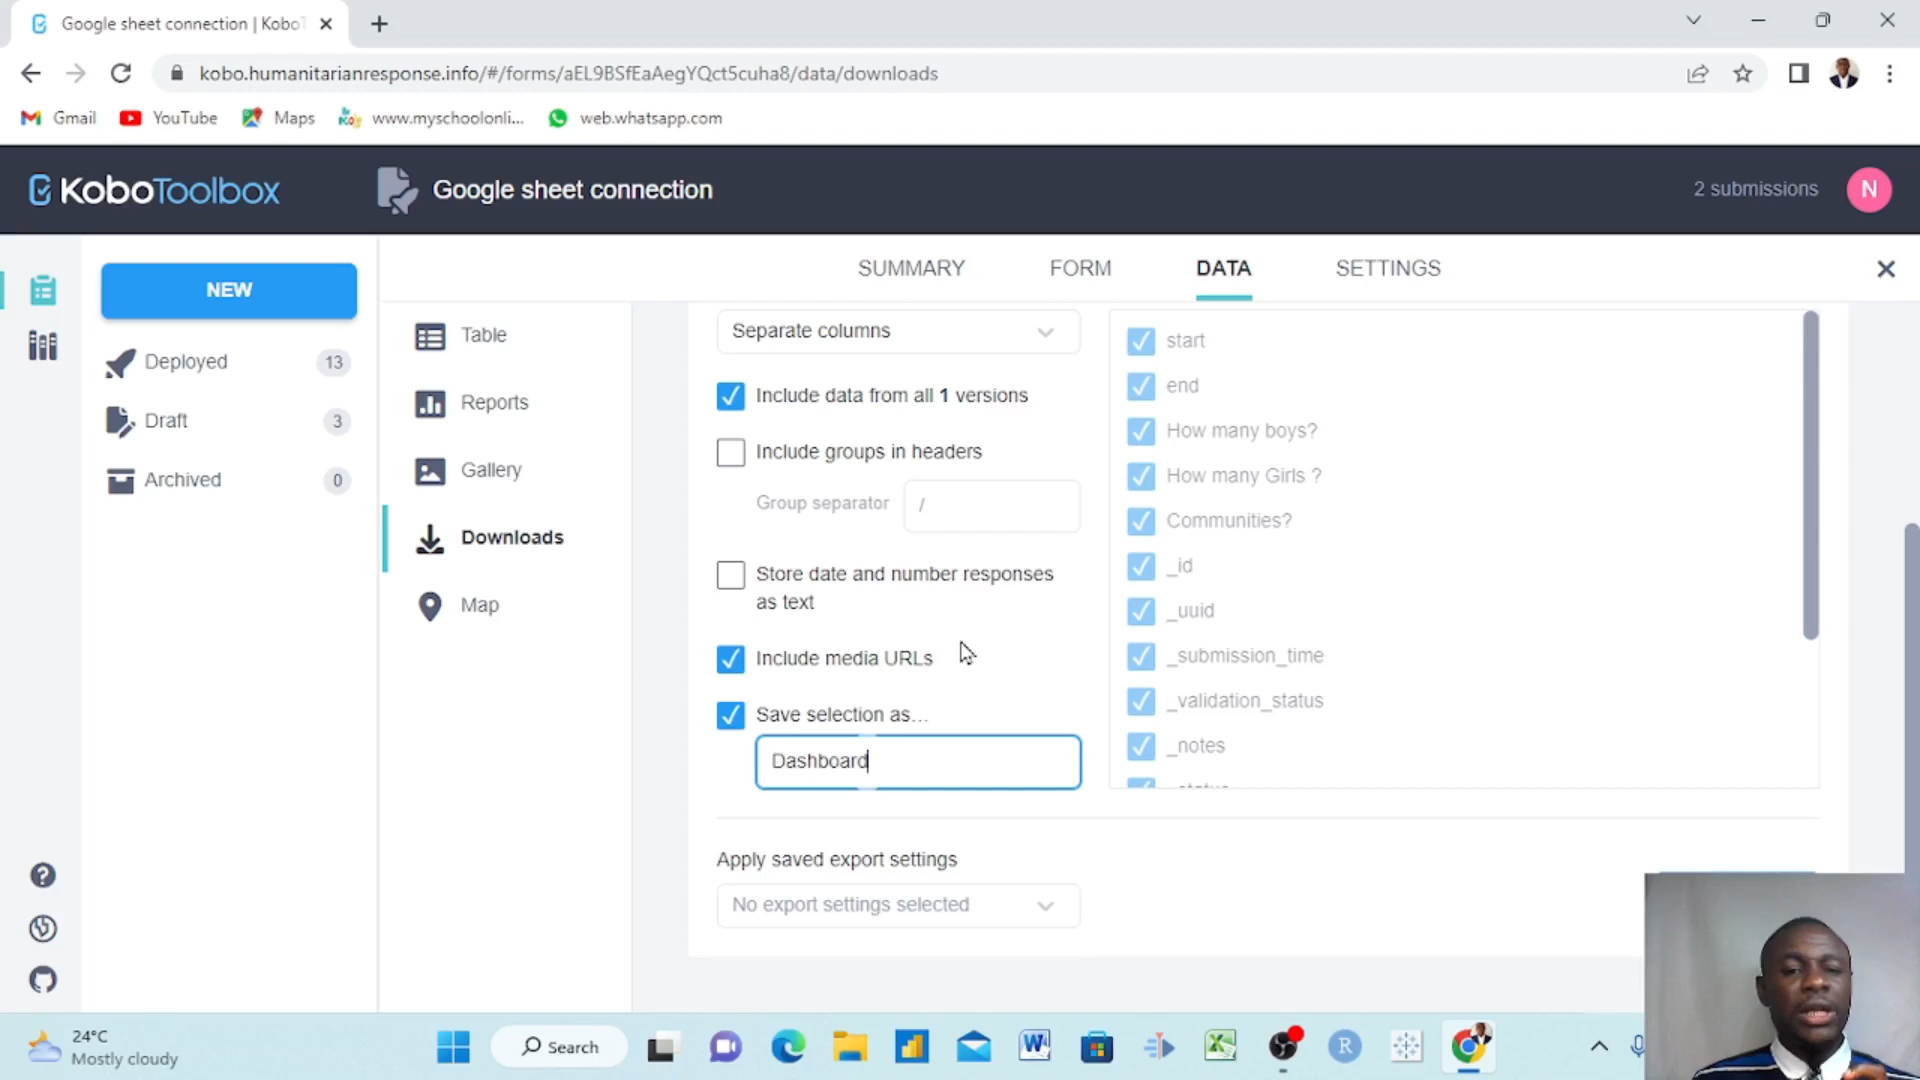 Google sheet connection | Kobo
kobo.humanitarianresponse.info/#/forms/aEL9BSfEaAegYQct5cuha8/data/downloads
Gmail
YouTube
Maps
www.myschoolonli...
web.whatsapp.com
KoboToolbox
Google sheet connection
2 submissions
N
NEW
Deployed
13
Draft
3
Archived
0
SUMMARY
FORM
DATA
SETTINGS
Table
Reports
Gallery
Downloads
Map
Separate columns
Include data from all 1 versions
Include groups in headers
Group separator
/
Store date and number responses
as text
Include media URLs
Save selection as...
Dashboard
start
end
How many boys?
How many Girls ?
Communities?
_id
_uuid
_submission_time
_validation_status
_notes
Apply saved export settings
No export settings selected
24°C
Mostly cloudy
Search